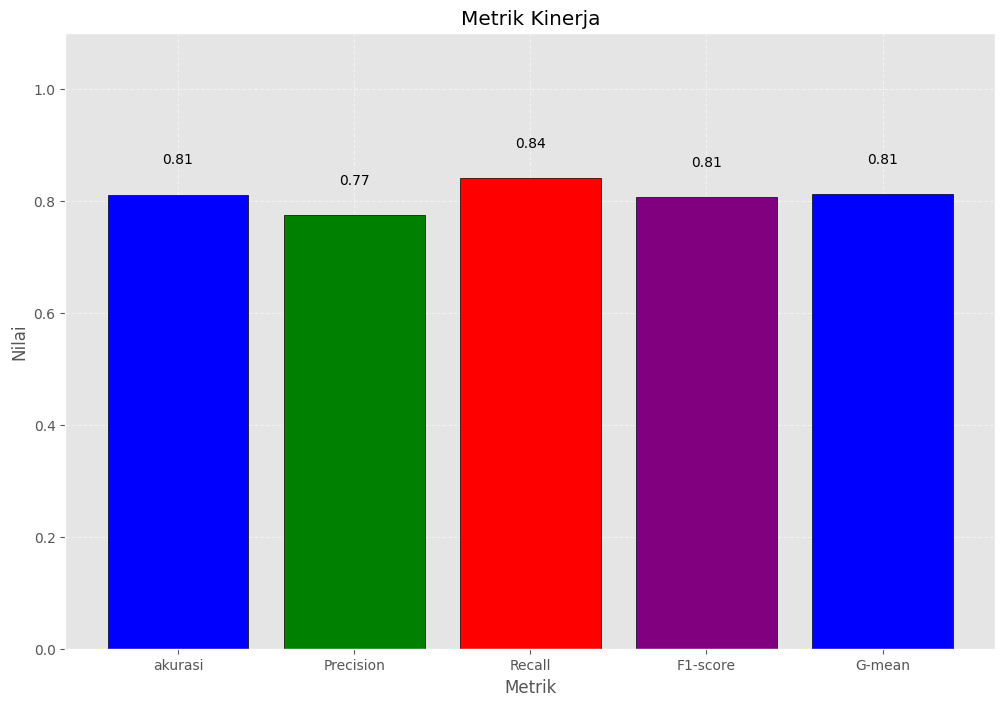 Metrik Kinerja
Nilai
1.0
0.8
0.6
0.4
0.2
0.0
0.81
0.77
0.84
0.81
0.81
akurasi
Precision
Recall
F1-score
G-mean
Metrik